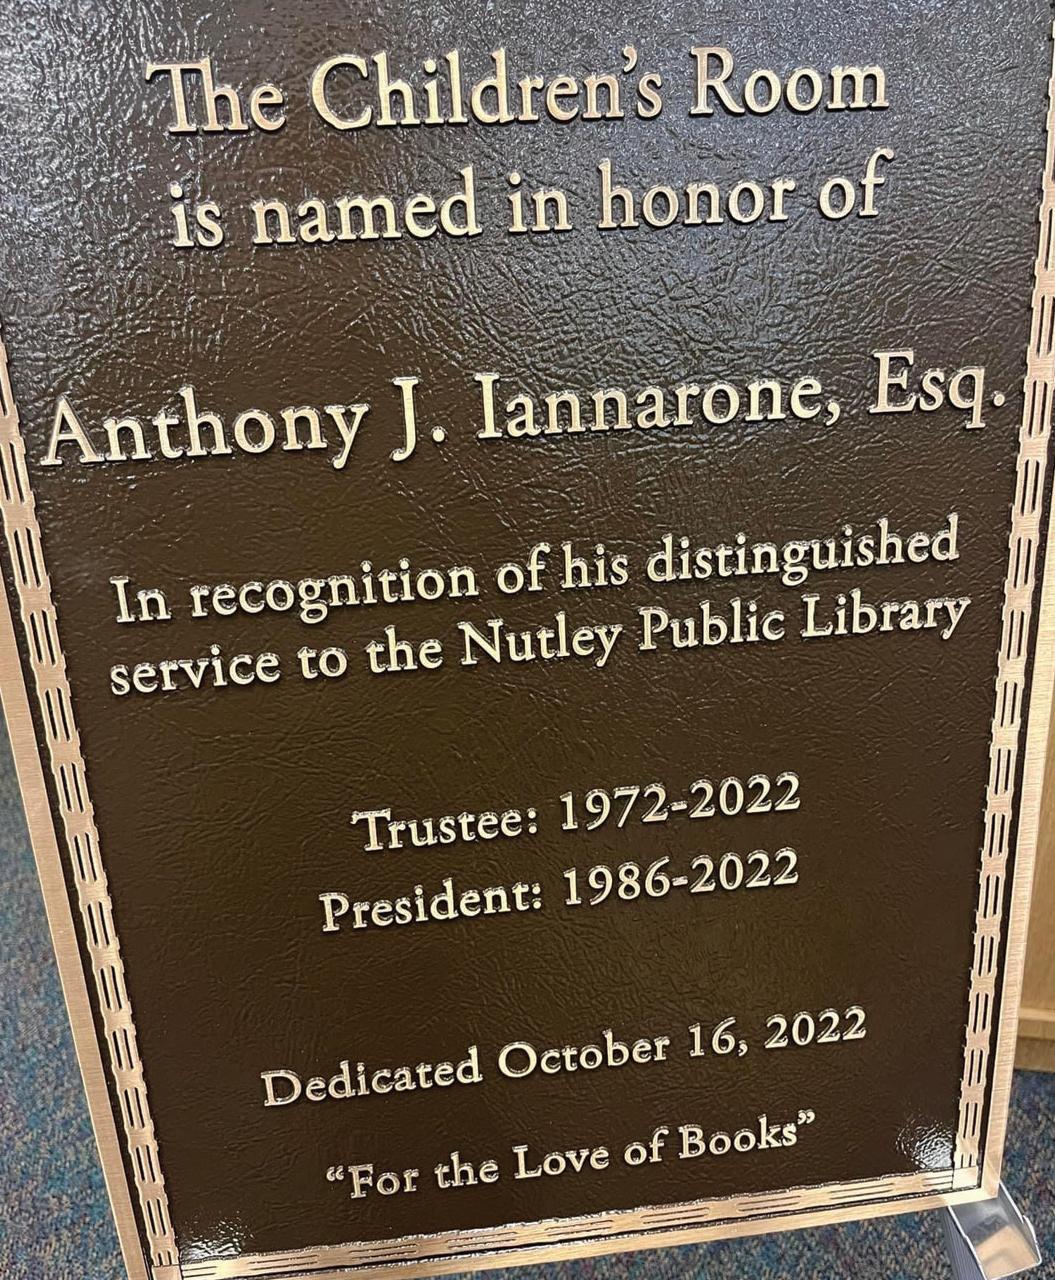 The Children’s Room
is named in honor of
Anthony J. Iannarone, Esq.
In recognition of his distinguished
service to the Nutley Public Library
Trustee: 1972-2022
President: 1986-2022
Dedicated October 16, 2022
“For the Love of Books”